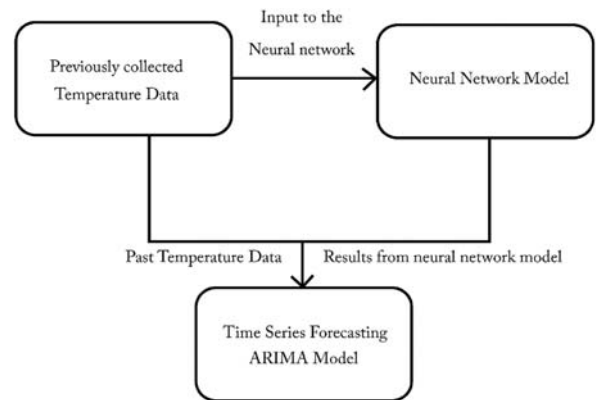 Input to the
Neural network
Previously collected
Temperature Data
Neural Network Model
Past Temperature Data
Results from neural network model
Time Series Forecasting
ARIMA Model